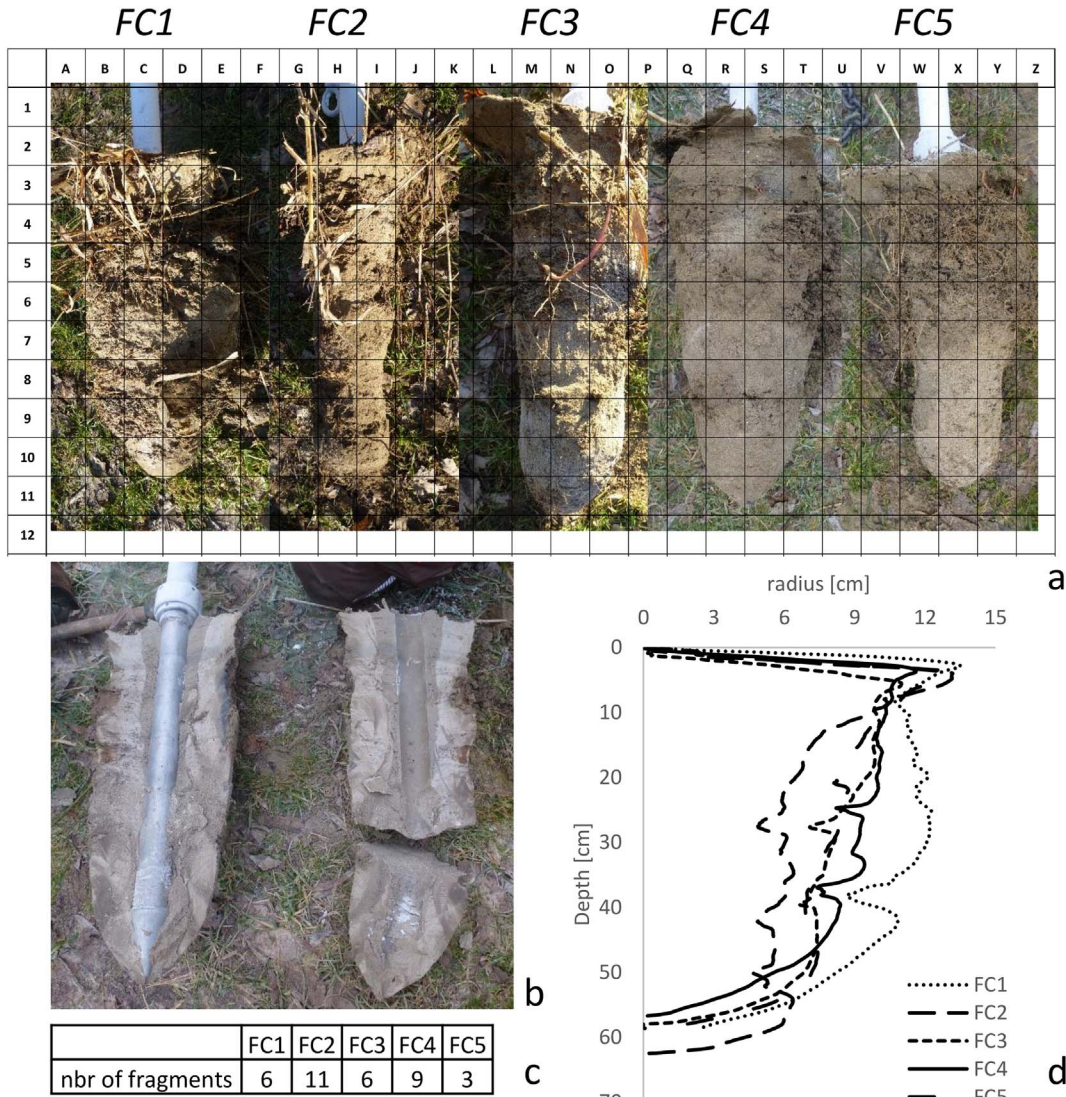 FC1 FC2 FC3 FC4 FC5
A B C D E F G H I J K L M N O P Q R S T U V W X Y Z
1
2
3
4
5
6
7
8
9
10
11
12
a
radius [cm]
0 3 6 9 12 15
0
10
20
30
40
50
60
70
Depth [cm]
FC1
FC2
FC3
FC4
FC5
b
FC1 FC2 FC3 FC4 FC5
nbr of fragments 6 11 6 9 3
c
d